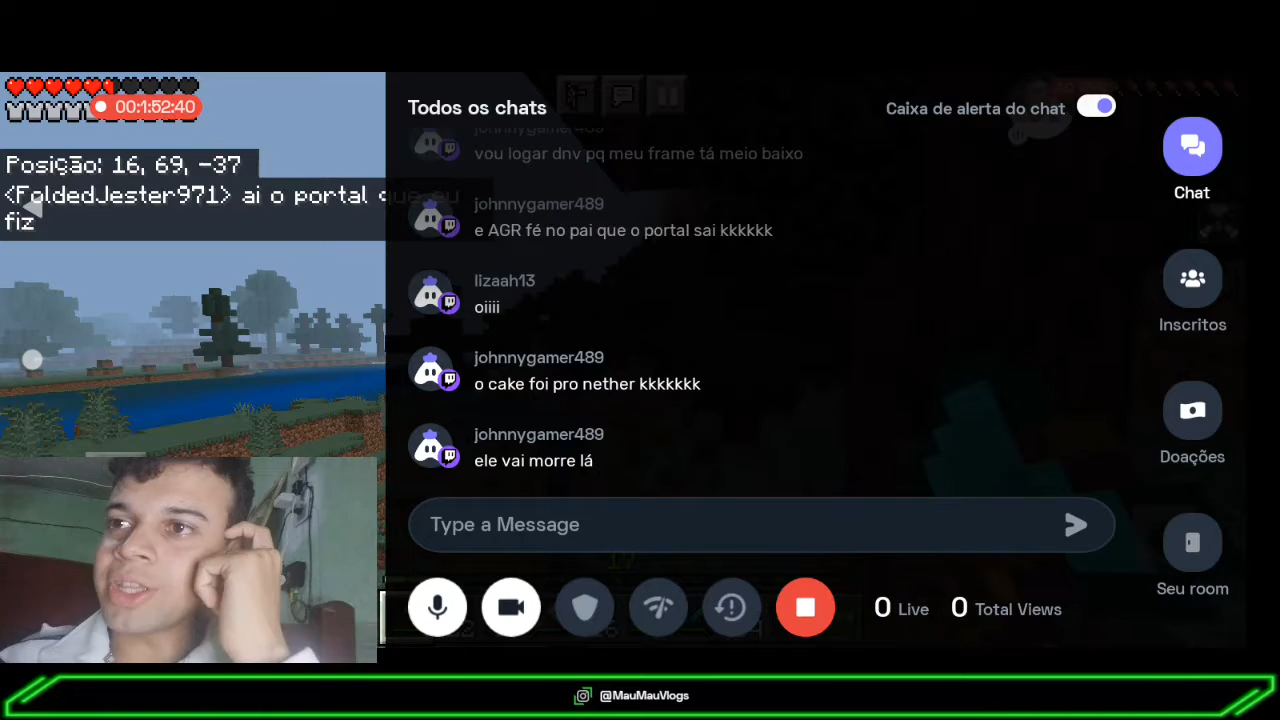 00:1:52:40
Posição: 16, 69, -37
<FoldedJester971> ai o portal que eu
fiz
Todos os chats
Caixa de alerta do chat
johnnygamer489
vou logar dnv pq meu frame tá meio baixo
johnnygamer489
e AGR fé no pai que o portal sai kkkkkk
lizaah13
oiiii
johnnygamer489
o cake foi pro nether kkkkkkk
johnnygamer489
ele vai morre lá
Type a Message
0 Live 0 Total Views
Chat
Inscritos
Doações
Seu room
@MauMauVlogs